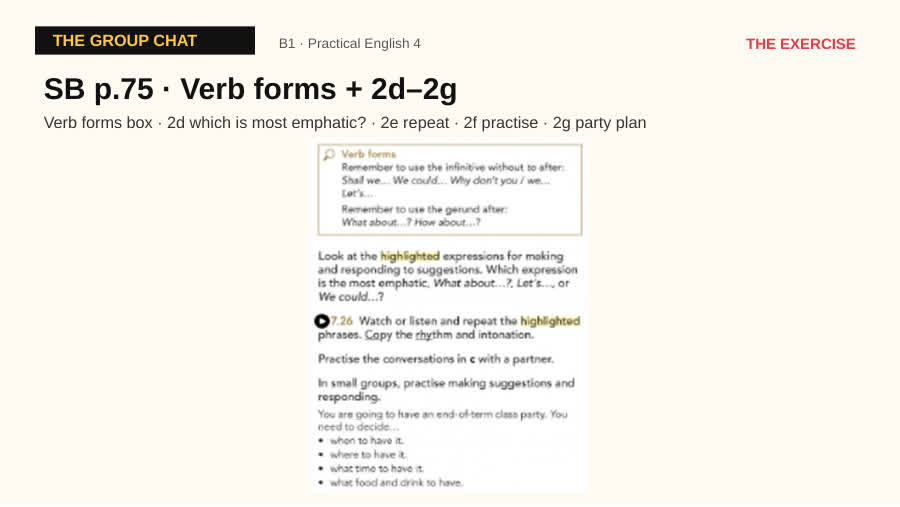 THE GROUP CHAT
B1 · Practical English 4
THE EXERCISE
SB p.75 · Verb forms + 2d–2g
Verb forms box · 2d which is most emphatic? · 2e repeat · 2f practise · 2g party plan
Verb forms
Remember to use the infinitive without to after:
Shall we... We could... Why don't you / we...
Let's...
Remember to use the gerund after:
What about...? How about...?
Look at the highlighted expressions for making
and responding to suggestions. Which expression
is the most emphatic, What about...?, Let's..., or
We could...?
7.26 Watch or listen and repeat the highlighted
phrases. Copy the rhythm and intonation.
Practise the conversations in c with a partner.
In small groups, practise making suggestions and
responding.
You are going to have an end-of-term class party. You
need to decide...
• when to have it.
• where to have it.
• what time to have it.
• what food and drink to have.